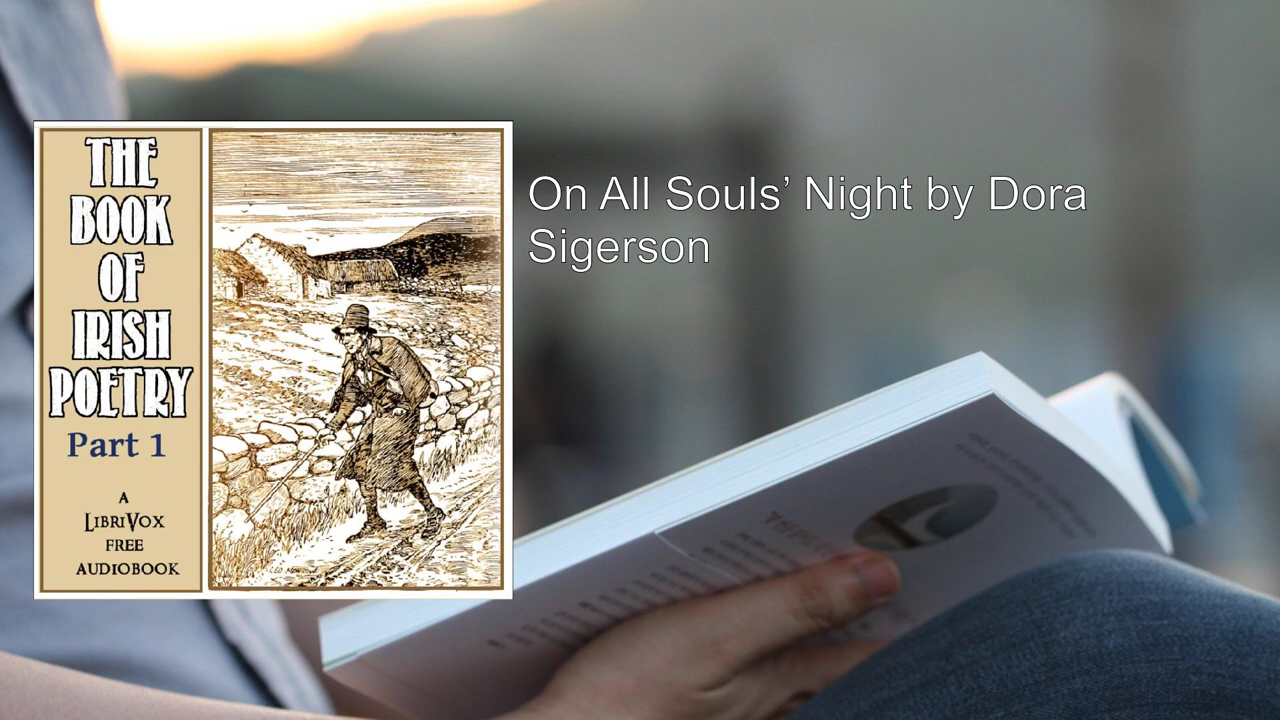 THE
BOOK
OF
IRISH
POETRY
Part 1
A
LIBRIVOX
FREE
AUDIOBOOK
On All Souls’ Night by Dora
Sigerson